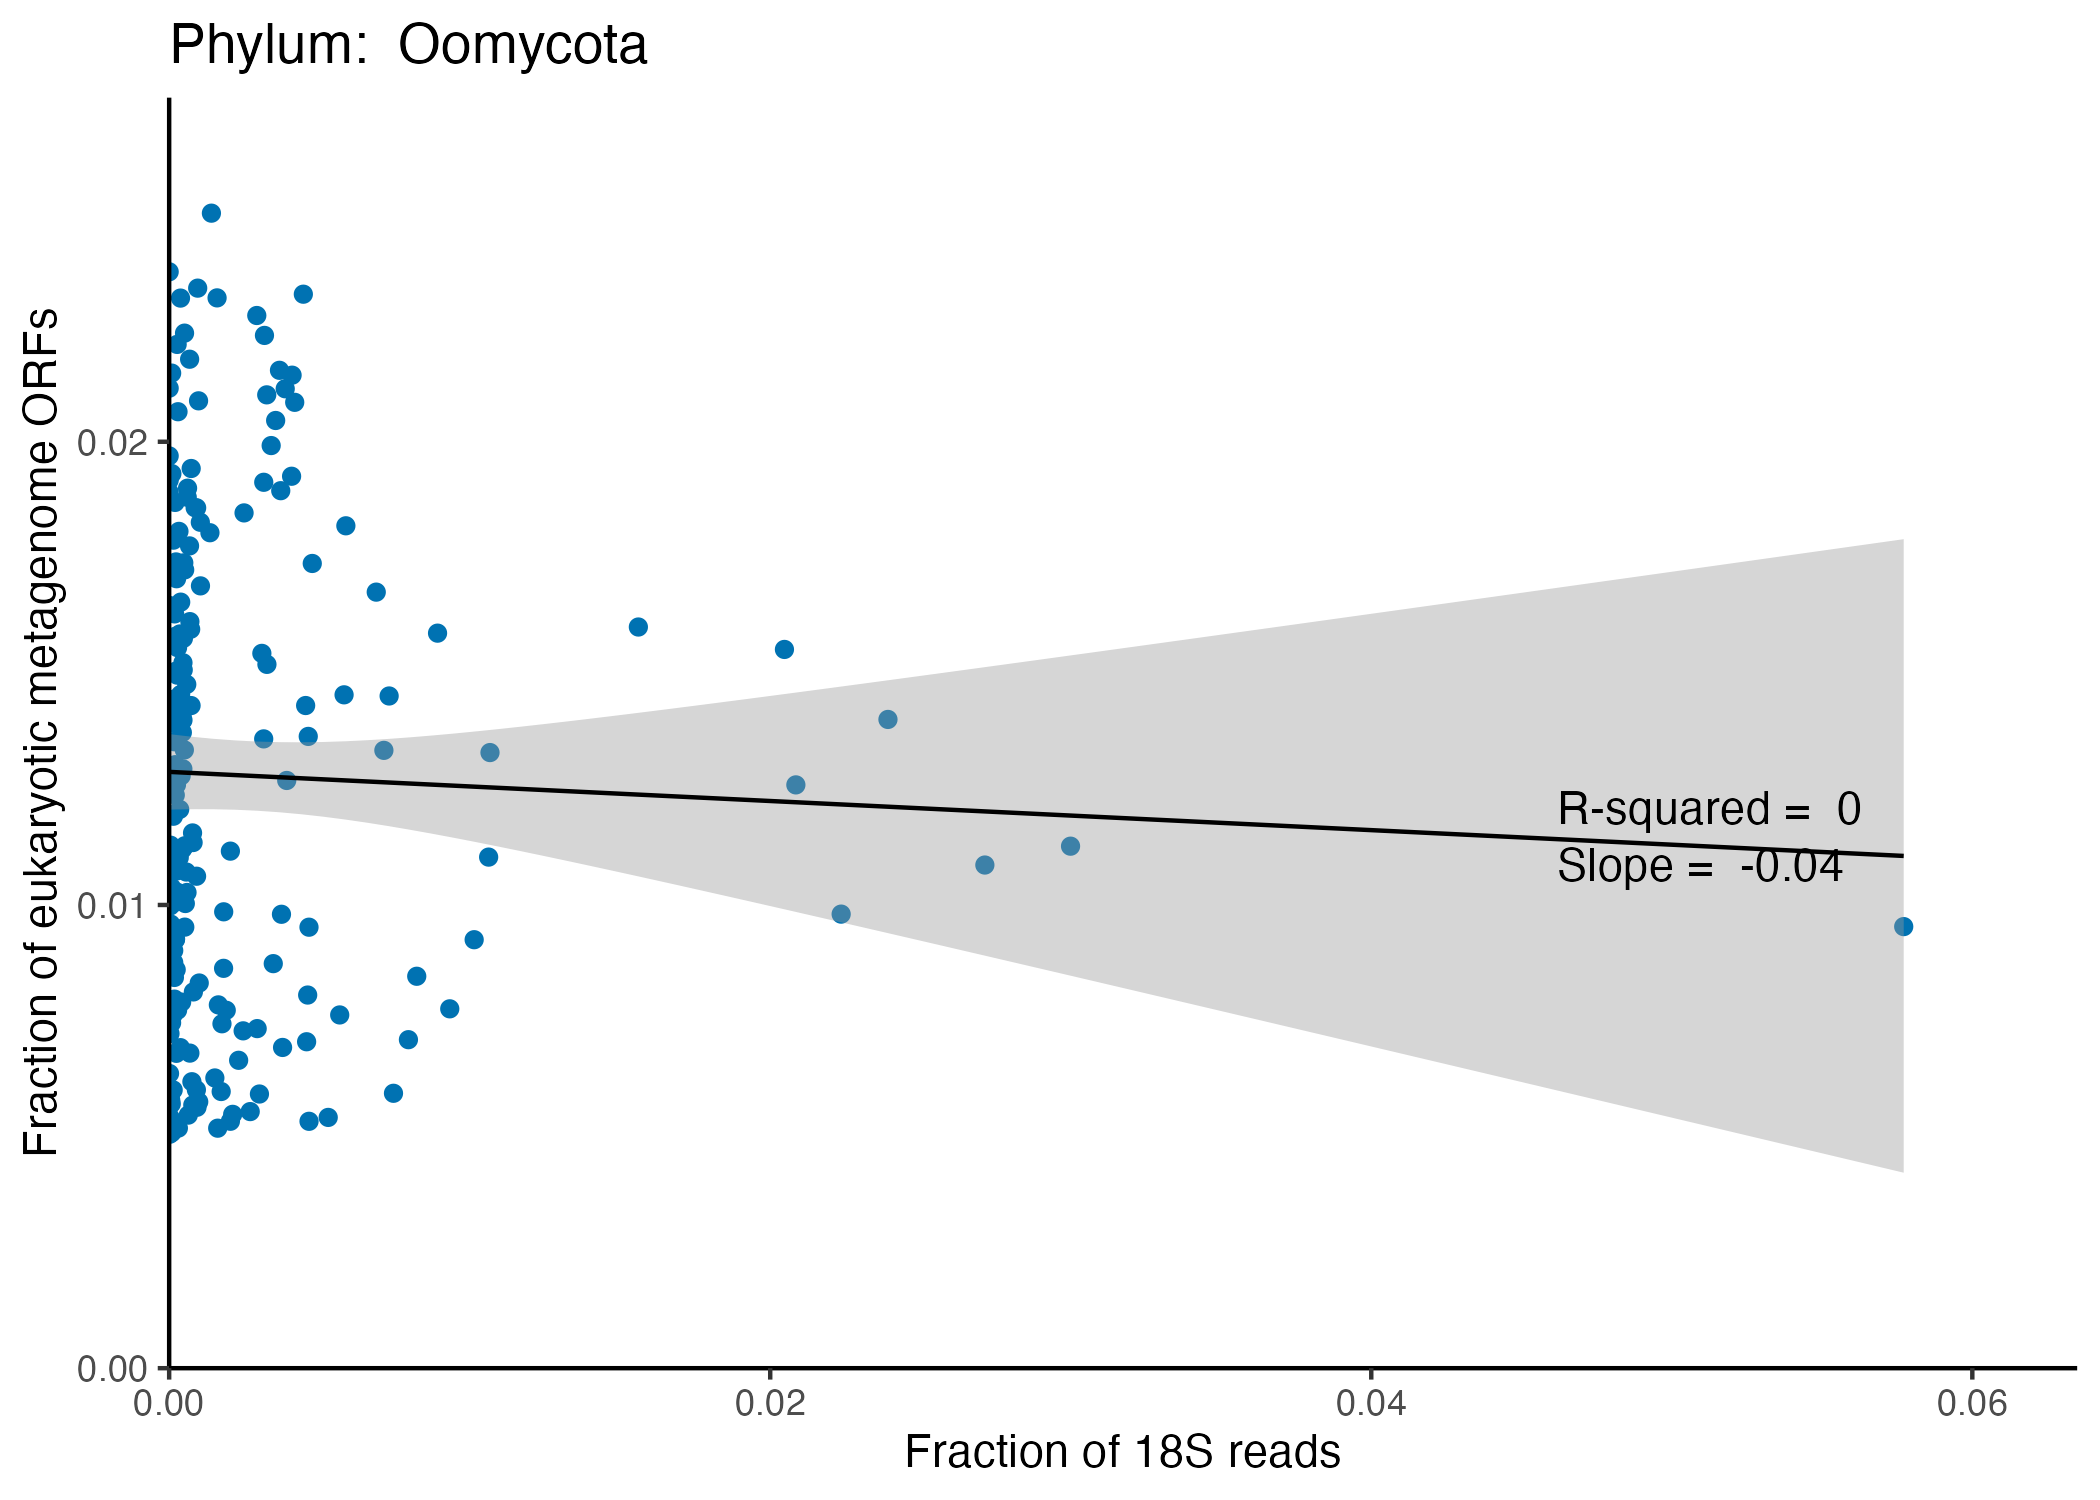 Phylum: Oomycota
Fraction of eukaryotic metagenome ORFs
0.02
0.01
0.00
R-squared = 0
Slope = -0.04
0.00 0.02 0.04 0.06
Fraction of 18S reads